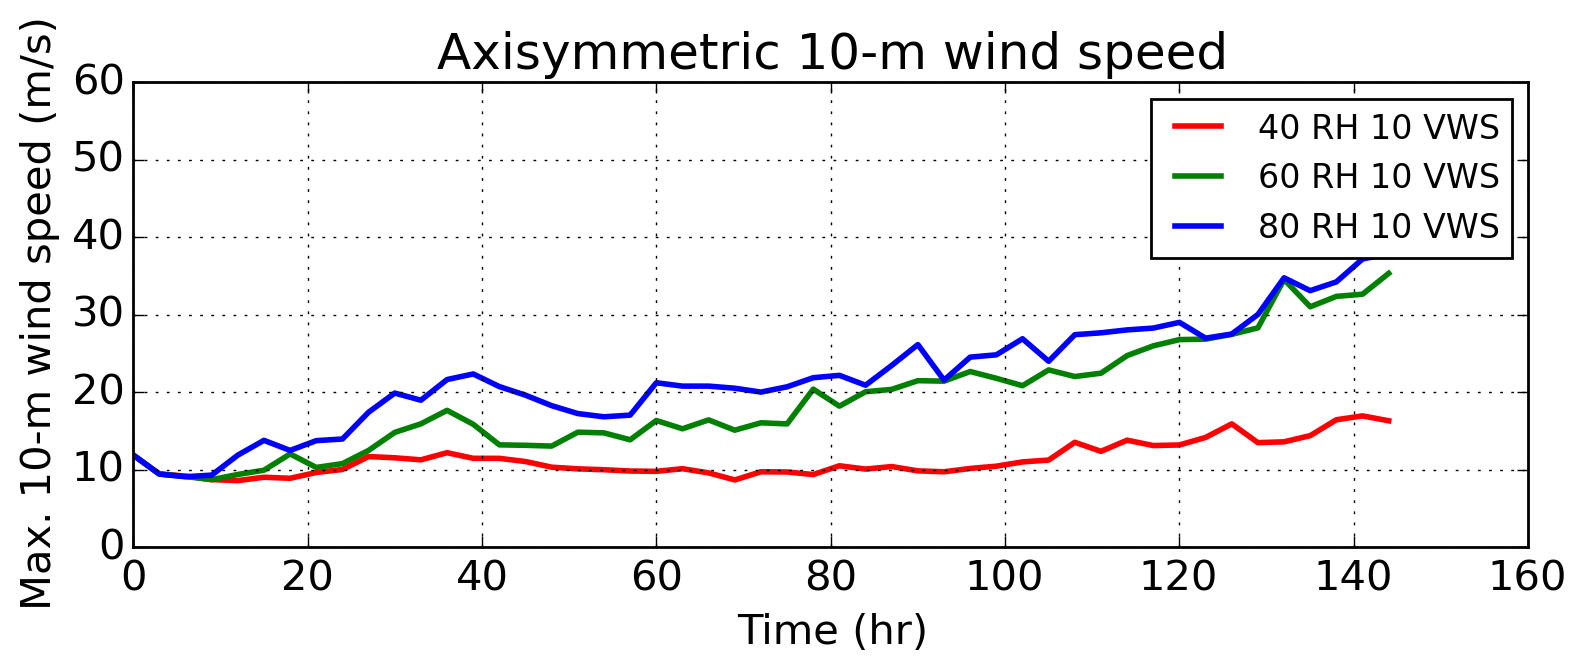 Axisymmetric 10-m wind speed
Max. 10-m wind speed (m/s)
60
50
40
30
20
10
0
40 RH 10 VWS
60 RH 10 VWS
80 RH 10 VWS
0 20 40 60 80 100 120 140 160
Time (hr)